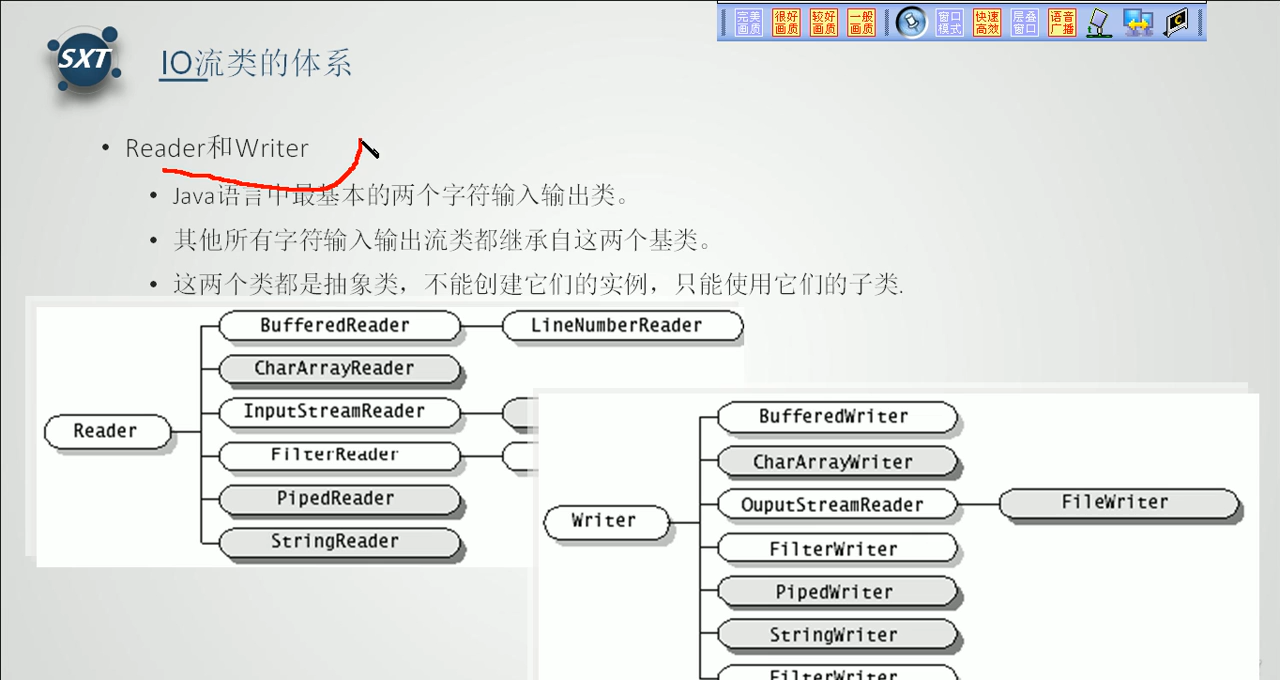 完美画质 很好画质 较好画质 一般画质 窗口模式 快速高效 层叠窗口 语音广播
SXT
IO流类的体系
• Reader和Writer
• Java语言中最基本的两个字符输入输出类。
• 其他所有字符输入输出流类都继承自这两个基类。
• 这两个类都是抽象类，不能创建它们的实例，只能使用它们的子类.
Reader
BufferedReader
LineNumberReader
CharArrayReader
InputStreamReader
FilterReader
PipedReader
StringReader
Writer
BufferedWriter
CharArrayWriter
OuputStreamReader
FileWriter
FilterWriter
PipedWriter
StringWriter
FilterWriter